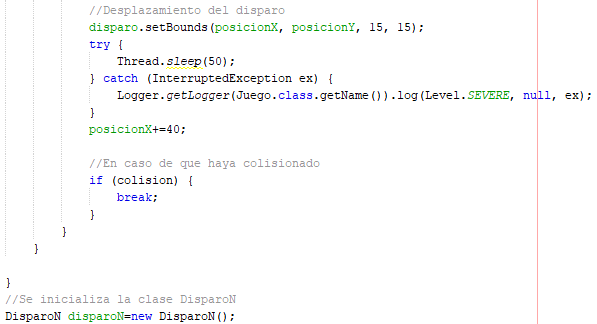 //Desplazamiento del disparo
disparo.setBounds(posicionX, posicionY, 15, 15);
try {
Thread.sleep(50);
} catch (InterruptedException ex) {
Logger.getLogger(Juego.class.getName()).log(Level.SEVERE, null, ex);
}
posicionX+=40;
//En caso de que haya colisionado
if (colision) {
break;
}
}
}
}
//Se inicializa la clase DisparoN
DisparoN disparoN=new DisparoN();